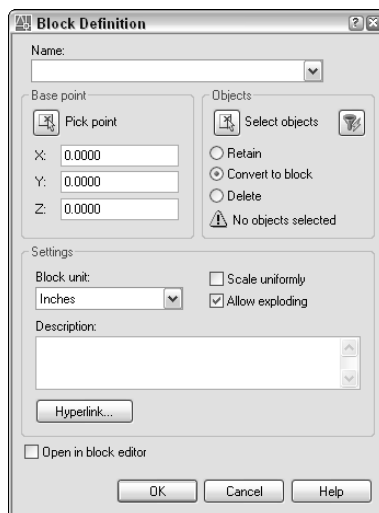 Block Definition
Name:
Base point
Pick point
X: 0.0000
Y: 0.0000
Z: 0.0000
Objects
Select objects
Retain
Convert to block
Delete
No objects selected
Settings
Block unit:
Inches
Scale uniformly
Allow exploding
Description:
Hyperlink...
Open in block editor
OK
Cancel
Help